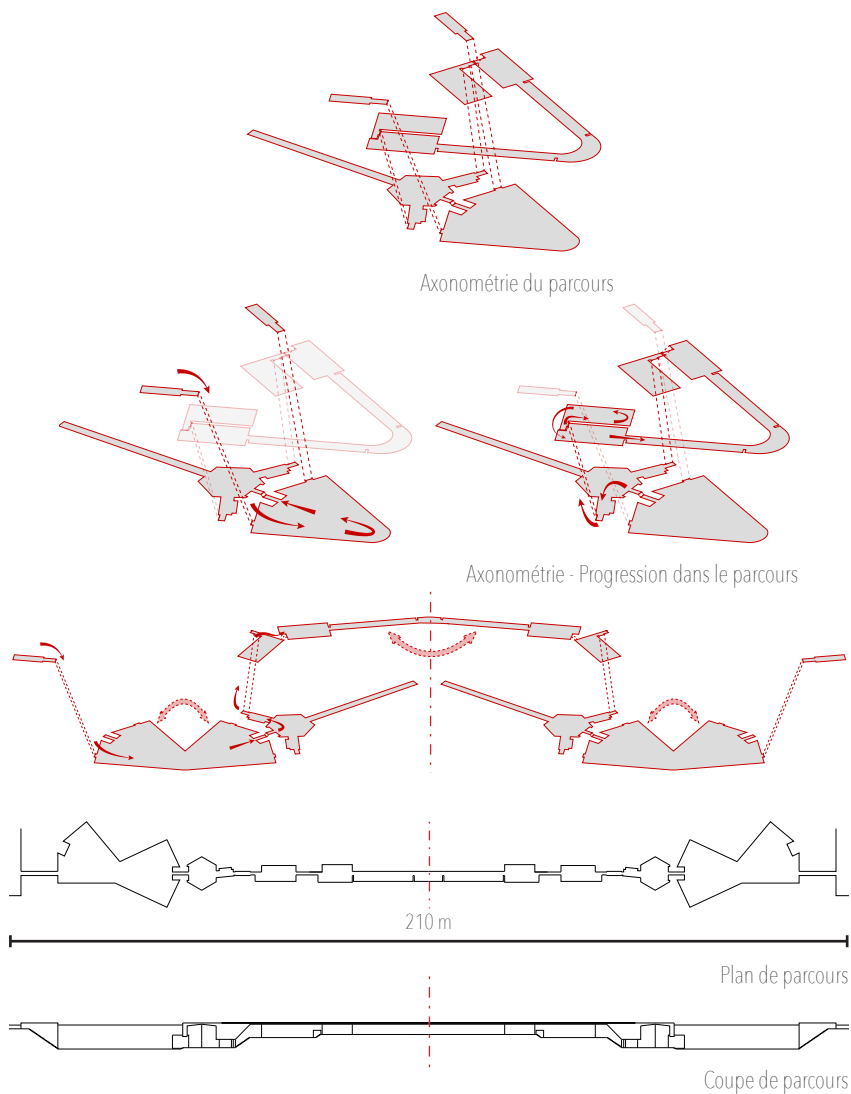 Axonométrie du parcours
Axonométrie - Progression dans le parcours
210 m
Plan de parcours
Coupe de parcours